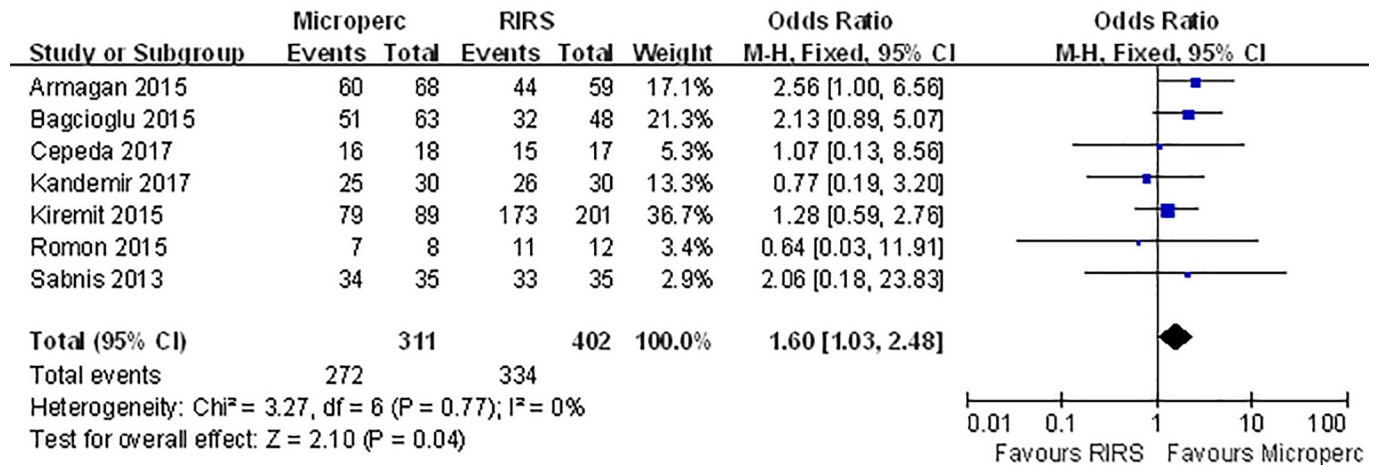 Microperc RIRS Odds Ratio Odds Ratio
Study or Subgroup Events Total Events Total Weight M-H, Fixed, 95% CI M-H, Fixed, 95% CI
Armagan 2015 60 68 44 59 17.1% 2.56 [1.00, 6.56]
Bagcioglu 2015 51 63 32 48 21.3% 2.13 [0.89, 5.07]
Cepeda 2017 16 18 15 17 5.3% 1.07 [0.13, 8.56]
Kandemir 2017 25 30 26 30 13.3% 0.77 [0.19, 3.20]
Kiremit 2015 79 89 173 201 36.7% 1.28 [0.59, 2.76]
Romon 2015 7 8 11 12 3.4% 0.64 [0.03, 11.91]
Sabnis 2013 34 35 33 35 2.9% 2.06 [0.18, 23.83]
Total (95% CI) 311 402 100.0% 1.60 [1.03, 2.48]
Total events 272 334
Heterogeneity: Chi² = 3.27, df = 6 (P = 0.77); I² = 0%
Test for overall effect: Z = 2.10 (P = 0.04)
0.01 0.1 1 10 100
Favours RIRS Favours Microperc